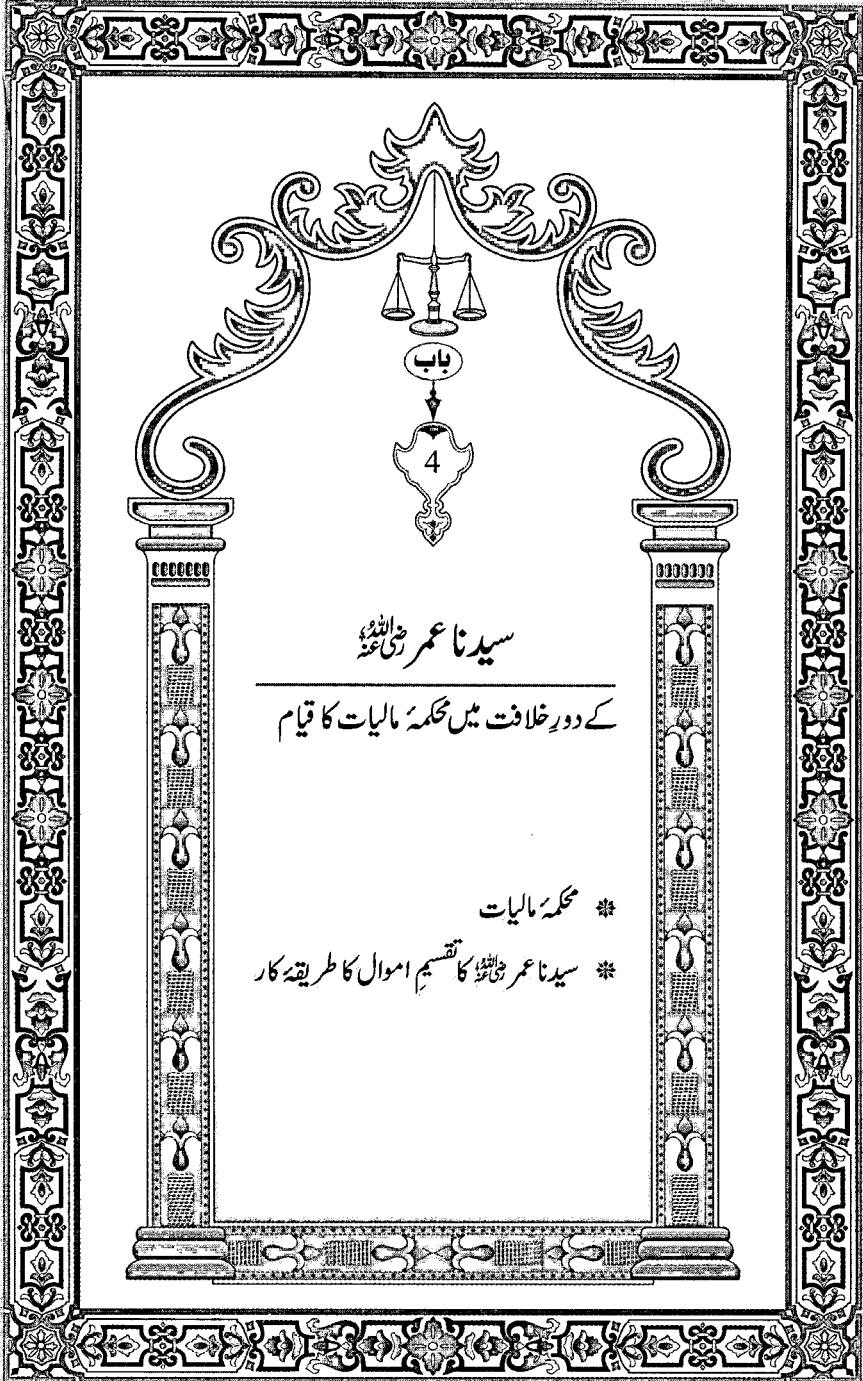 باب
4
سیدنا عمر رضی اللہ عنہ
کے دورِ خلافت میں محکمۂ مالیات کا قیام
محکمۂ مالیات
سیدنا عمر رضی اللہ عنہ کا تقسیمِ اموال کا طریقۂ کار